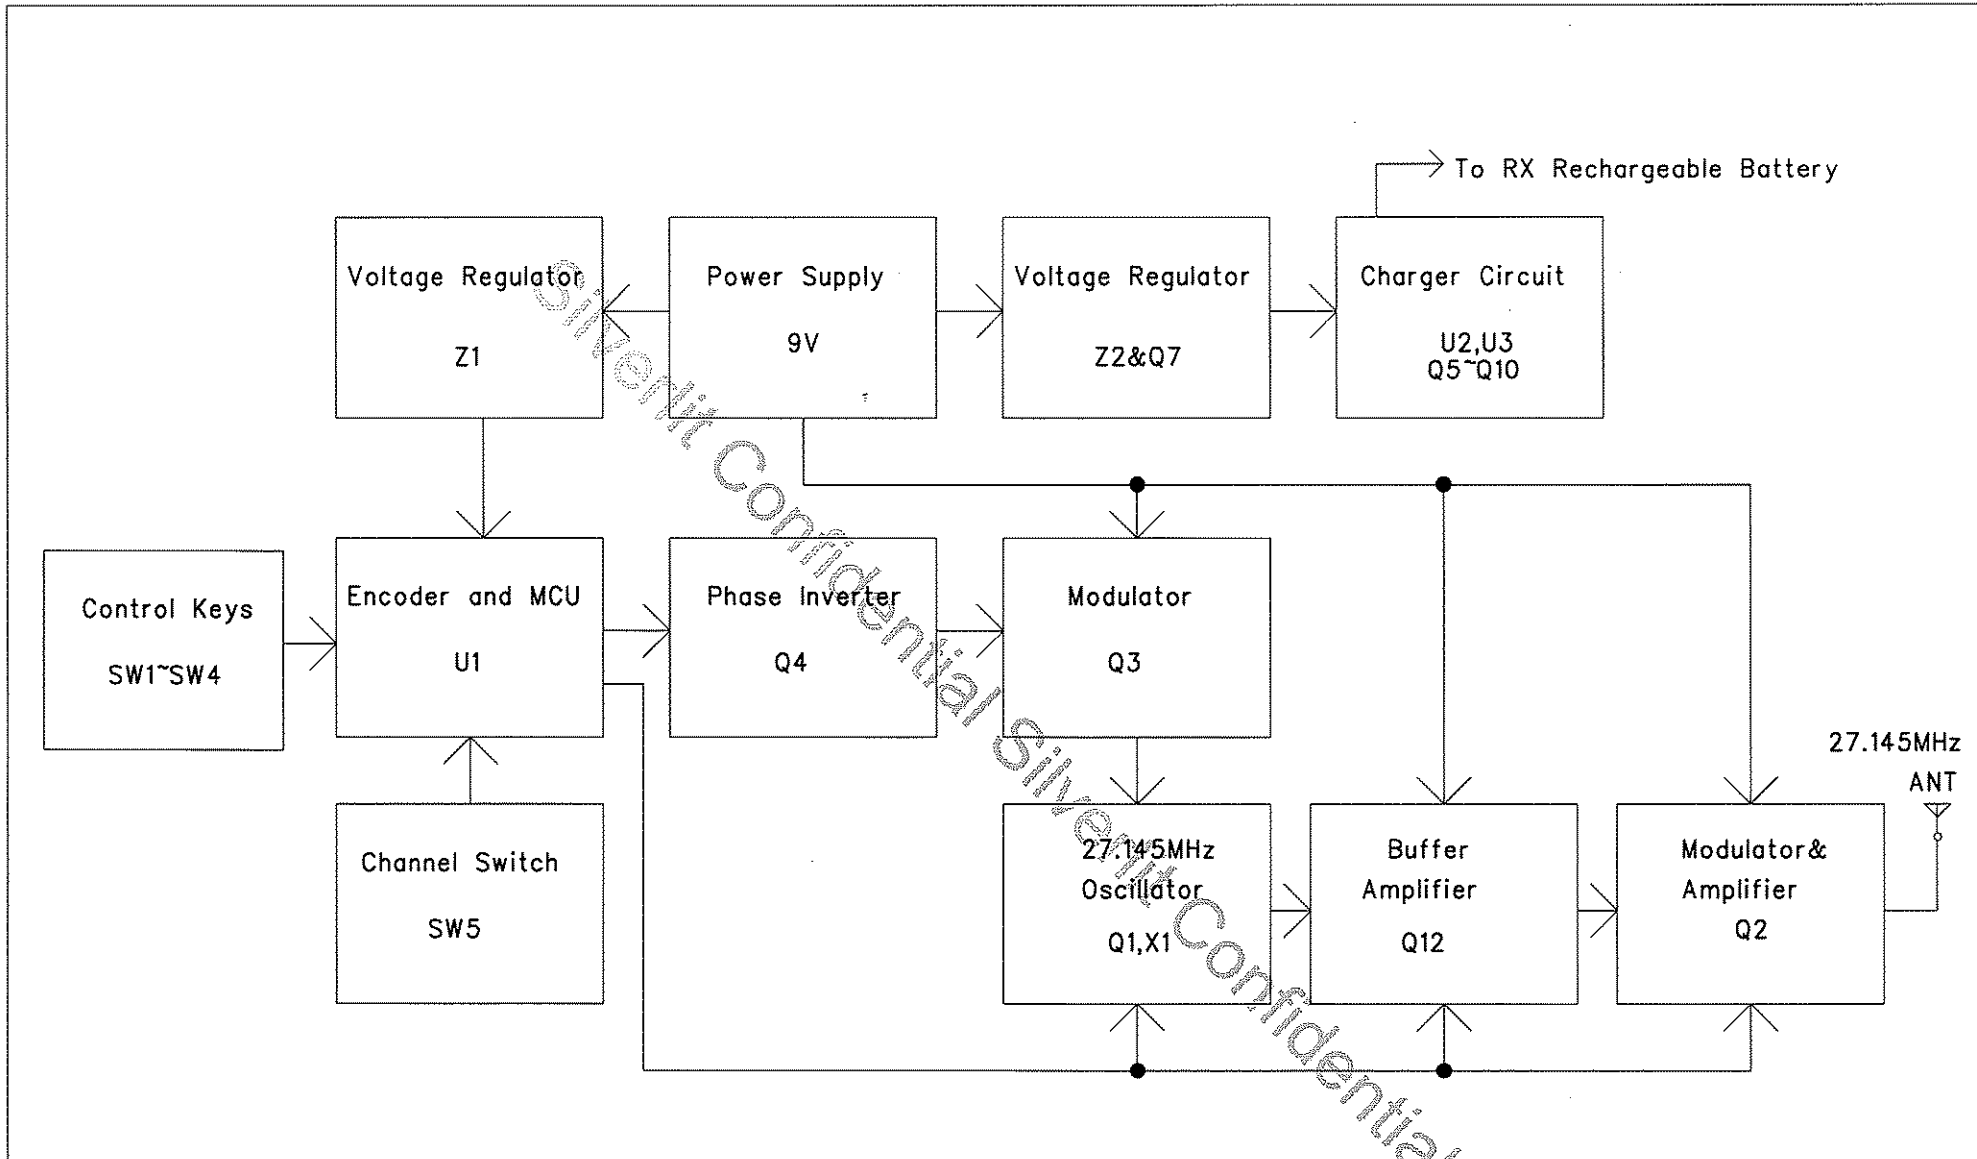 To RX Rechargeable Battery
Voltage Regulator
Z1
Power Supply
9V
Voltage Regulator
Z2&Q7
Charger Circuit
U2,U3
Q5~Q10
Control Keys
SW1~SW4
Encoder and MCU
U1
Phase Inverter
Q4
Modulator
Q3
Channel Switch
SW5
27.145MHz
Oscillator
Q1,X1
Buffer
Amplifier
Q12
Modulator&
Amplifier
Q2
27.145MHz
ANT
Silverlit Confidential Silverlit Confidential